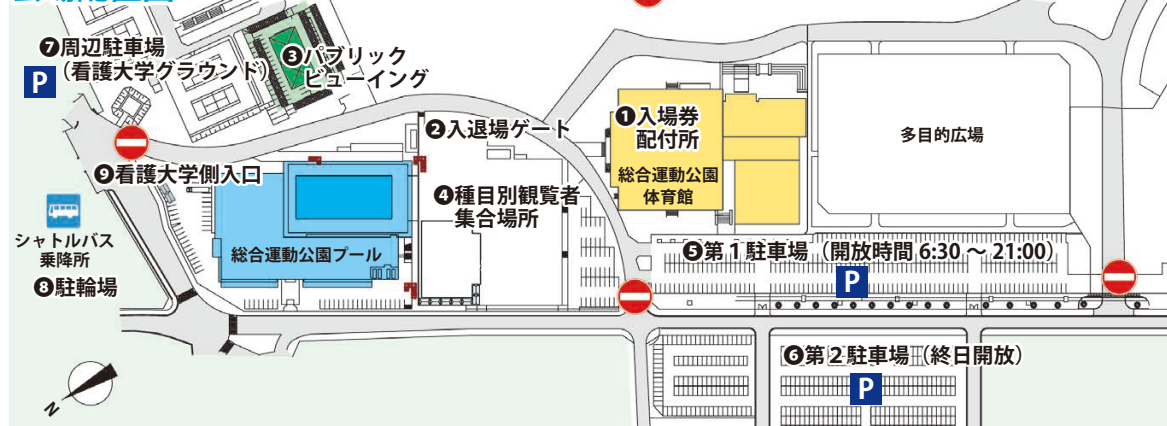 ❼周辺駐車場
（看護大学グラウンド）
P
❸パブリック
ビューイング
❷入退場ゲート
❶入場券
配付所
総合運動公園
体育館
多目的広場
❾看護大学側入口
❹種目別観覧者
集合場所
シャトルバス
乗降所
総合運動公園プール
❽駐輪場
❺第１駐車場（開放時間 6:30 ～ 21:00）
P
❻第２駐車場（終日開放）
P
N